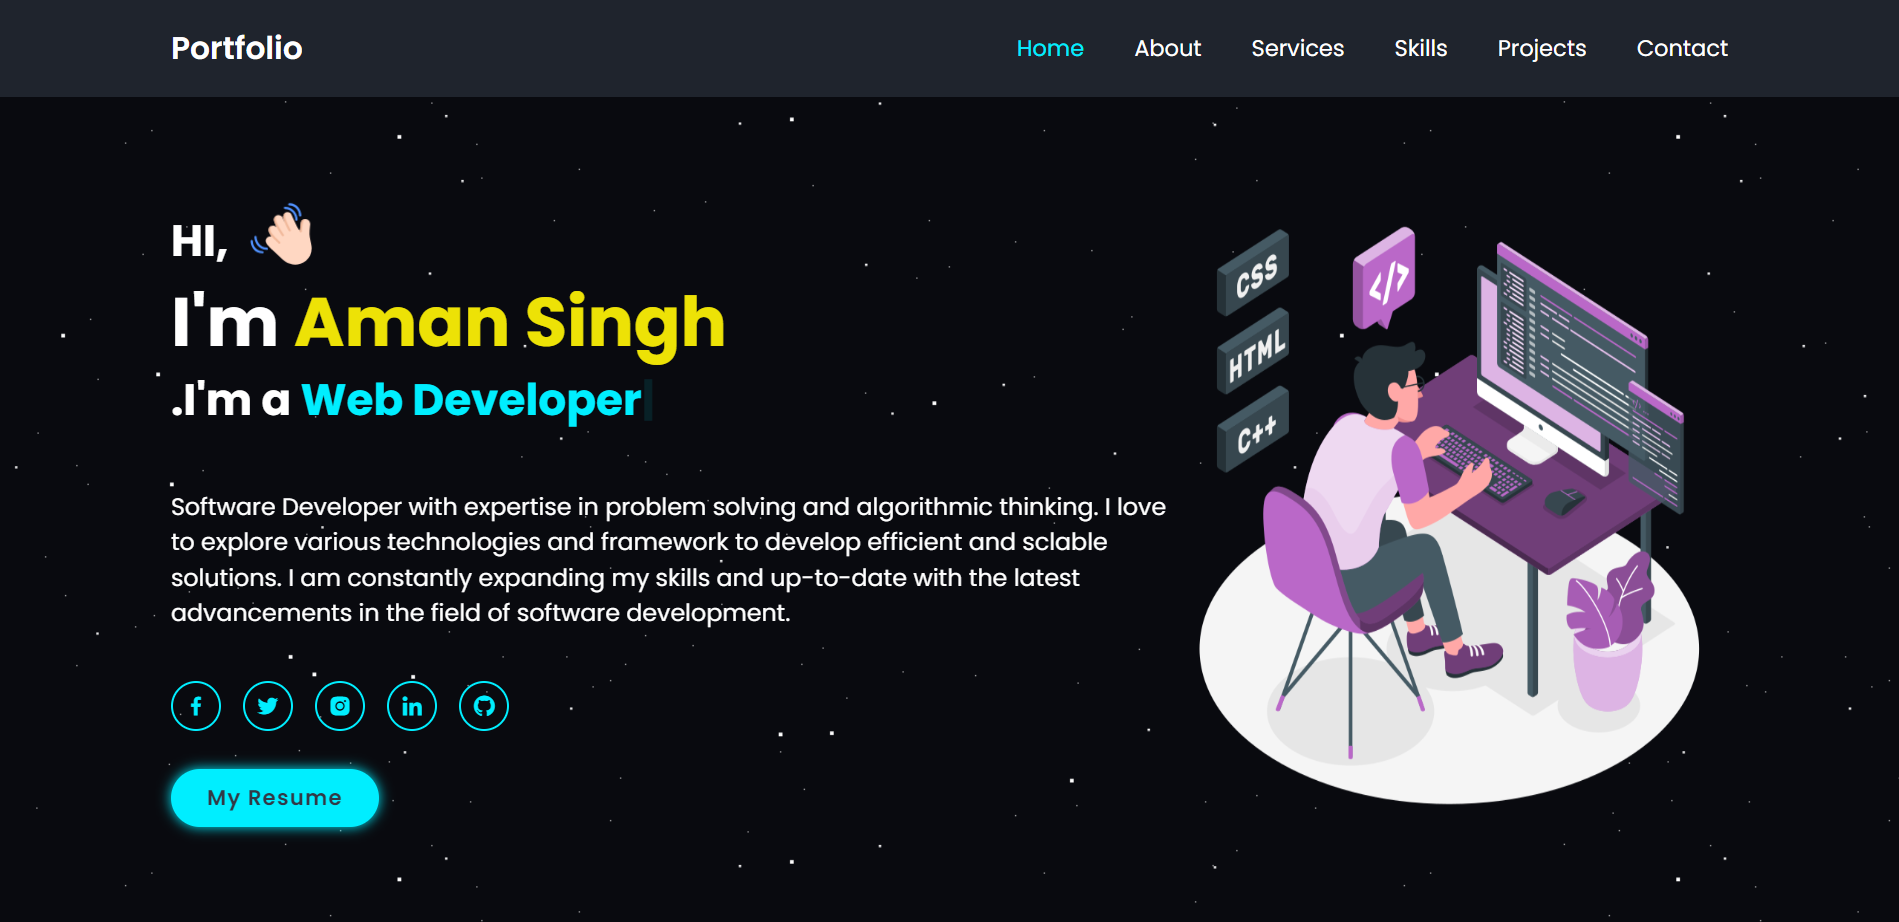 Portfolio
Home About Services Skills Projects Contact
HI,
I'm Aman Singh
.I'm a Web Developer
Software Developer with expertise in problem solving and algorithmic thinking. I love
to explore various technologies and framework to develop efficient and sclable
solutions. I am constantly expanding my skills and up-to-date with the latest
advancements in the field of software development.
My Resume
CSS
</>
HTML
C++